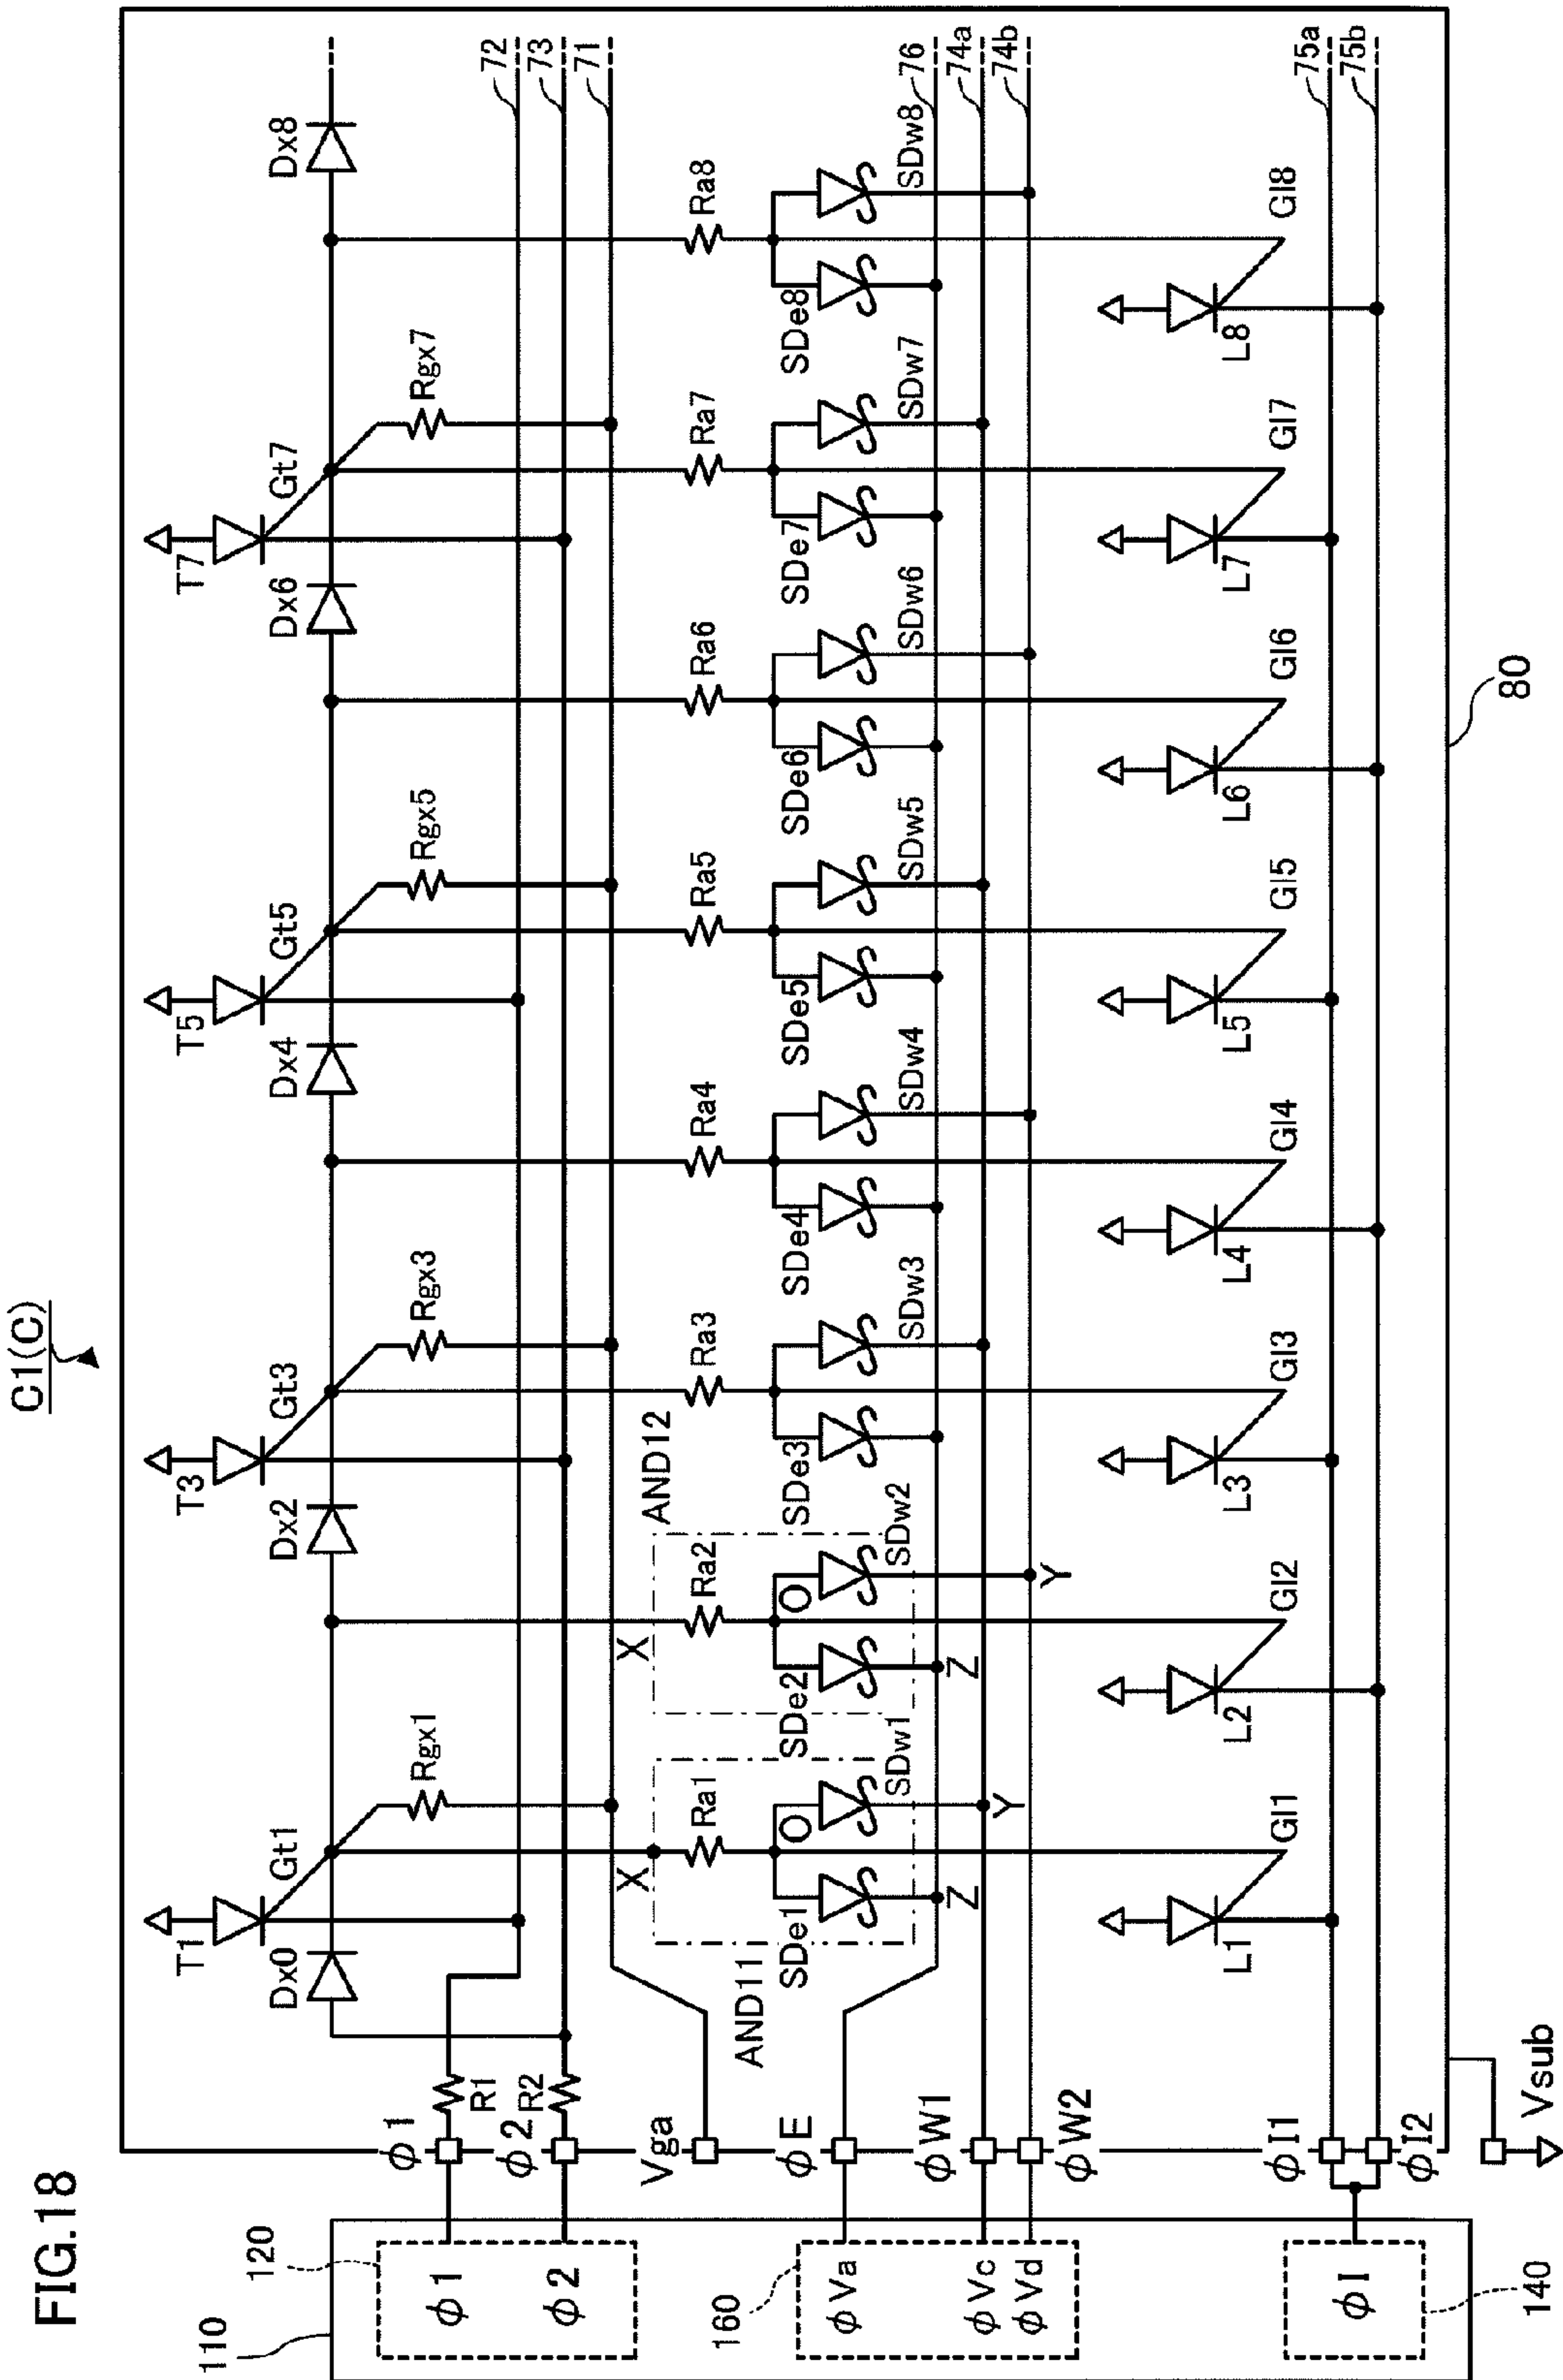 FIG.18
C1(C)
110
120
φ1
φ2
160
φVa
φVc
φVd
φI
140
φ1
φ2
Vga
φE
φW1
φW2
φI1
φI2
Vsub
80
R1
R2
T1
T3
T5
T7
Dx0
Dx2
Dx4
Dx6
Dx8
Gt1
Gt3
Gt5
Gt7
Rgx1
Rgx3
Rgx5
Rgx7
72
73
71
AND11
AND12
X
X
Ra1
Ra2
Ra3
Ra4
Ra5
Ra6
Ra7
Ra8
O
O
SDe1
SDw1
SDe2
SDw2
SDe3
SDw3
SDe4
SDw4
SDe5
SDw5
SDe6
SDw6
SDe7
SDw7
SDe8
SDw8
Z
Y
Z
Y
76
74a
74b
L1
L2
L3
L4
L5
L6
L7
L8
Gl1
Gl2
Gl3
Gl4
Gl5
Gl6
Gl7
Gl8
75a
75b